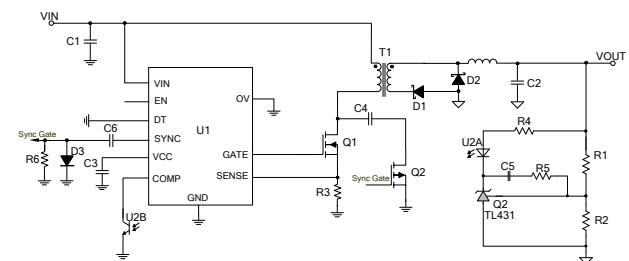 VIN
C1
T1
VOUT
D2
C2
D1
VIN
EN
DT
SYNC
VCC
COMP
OV
U1
GATE
SENSE
GND
C4
Q1
Q2
Sync Gate
Sync Gate
C6
R6
D3
C3
R3
U2B
R4
U2A
C5
R5
R1
Q2
TL431
R2